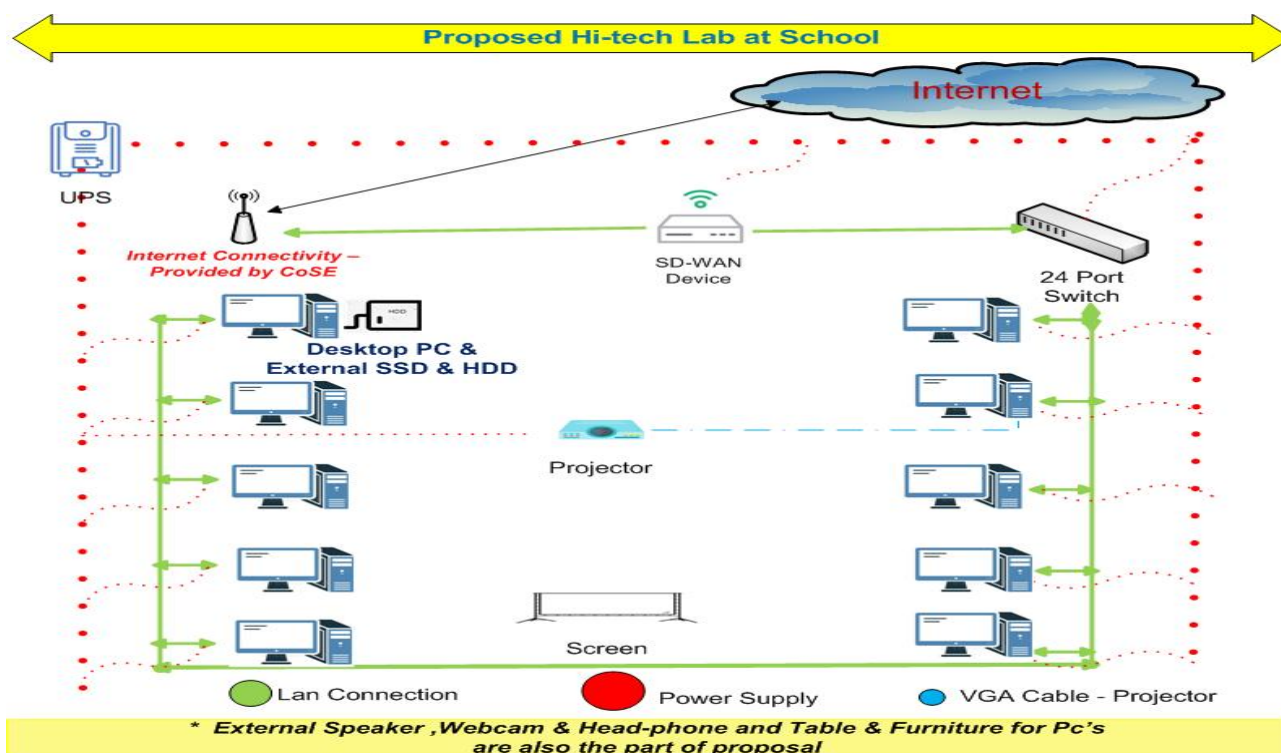 Proposed Hi-tech Lab at School
Internet
UPS
Internet Connectivity –
Provided by CoSE
SD-WAN
Device
24 Port
Switch
HDD
Desktop PC &
External SSD & HDD
Projector
Screen
Lan Connection
Power Supply
VGA Cable - Projector
* External Speaker ,Webcam & Head-phone and Table & Furniture for Pc's
are also the part of proposal